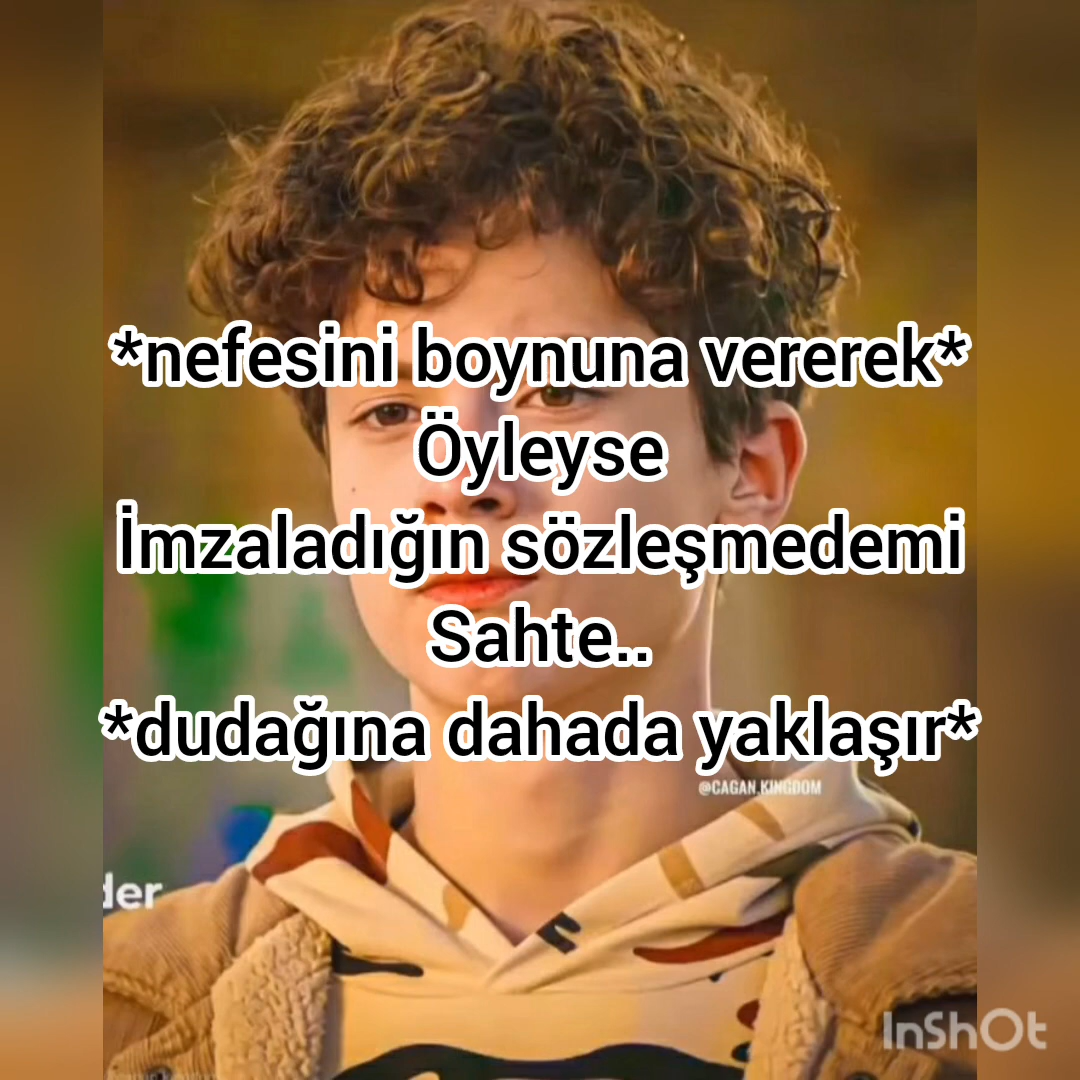 *nefesini boynuna vererek*
Öyleyse
İmzaladığın sözleşmedemi
Sahte..
*dudağına dahada yaklaşır*
@CAGAN.KINGDOM
der
InShOt